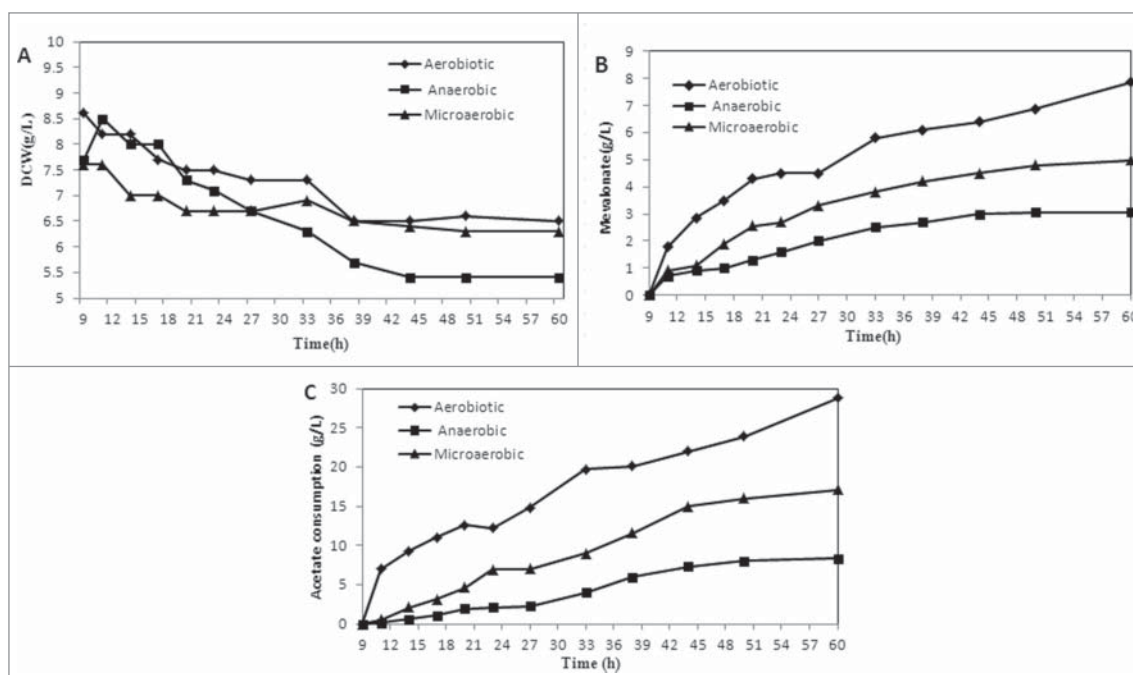 A
10
9.5
9
8.5
8
7.5
7
6.5
6
5.5
5
DCW(g/L)
Aerobiotic
Anaerobic
Microaerobic
9 12 15 18 21 24 27 30 33 36 39 42 45 48 51 54 57 60
Time(h)
B
9
8
7
6
5
4
3
2
1
0
Mevalonate(g/L)
Aerobiotic
Anaerobic
Microaerobic
9 12 15 18 21 24 27 30 33 36 39 42 45 48 51 54 57 60
Time(h)
C
30
25
20
15
10
5
0
Acetate consumption (g/L)
Aerobiotic
Anaerobic
Microaerobic
9 12 15 18 21 24 27 30 33 36 39 42 45 48 51 54 57 60
Time (h)